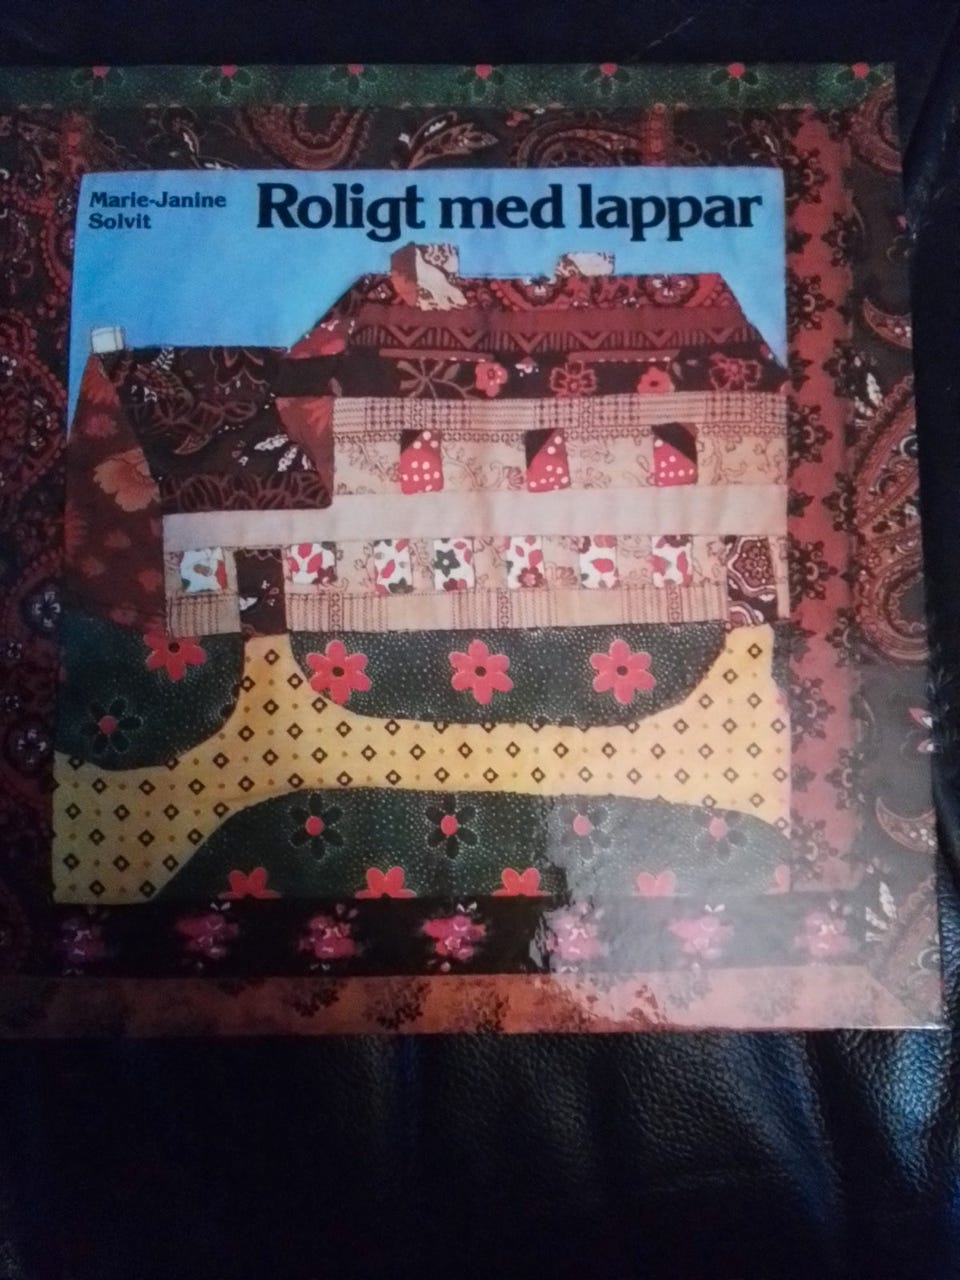 Marie-Janine
Solvit
Roligt med lappar